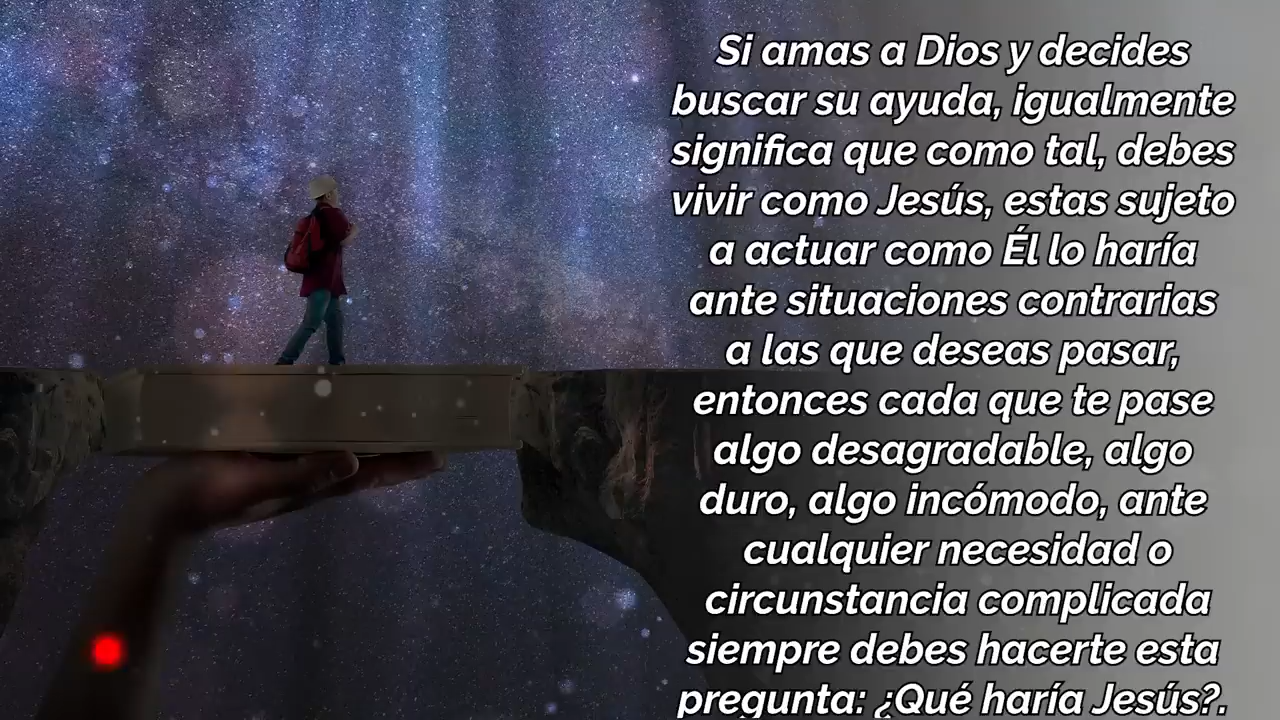 Si amas a Dios y decides
buscar su ayuda, igualmente
significa que como tal, debes
vivir como Jesús, estas sujeto
a actuar como Él lo haría
ante situaciones contrarias
a las que deseas pasar,
entonces cada que te pase
algo desagradable, algo
duro, algo incómodo, ante
cualquier necesidad o
circunstancia complicada
siempre debes hacerte esta
pregunta: ¿Qué haría Jesús?.